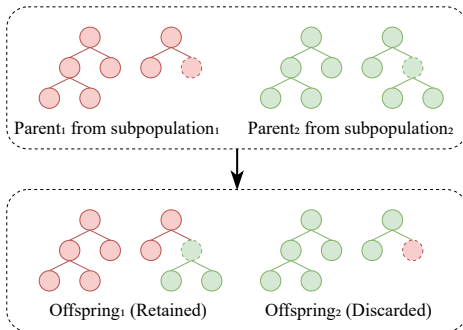 Parent₁ from subpopulation₁
Parent₂ from subpopulation₂
Offspring₁ (Retained)
Offspring₂ (Discarded)